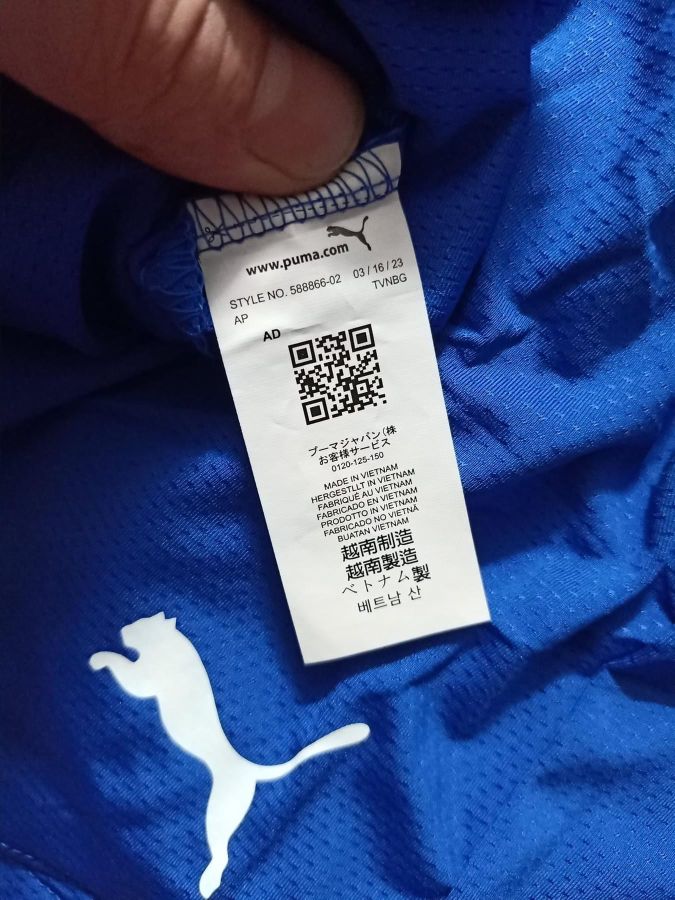 www.puma.com
STYLE NO. 588866-02 03 / 16 / 23
AP TVNBG
AD
プーマジャパン(株
お客様サービス
0120-125-150
MADE IN VIETNAM
HERGESTLLT IN VIETNAM
FABRIQUÉ AU VIETNAM
FABRICADO EN VIETNAM
PRODOTTO IN VIETNAM
FABRICADO NO VIETNÃ
BUATAN VIETNAM
越南制造
越南製造
ベトナム製
베트남 산